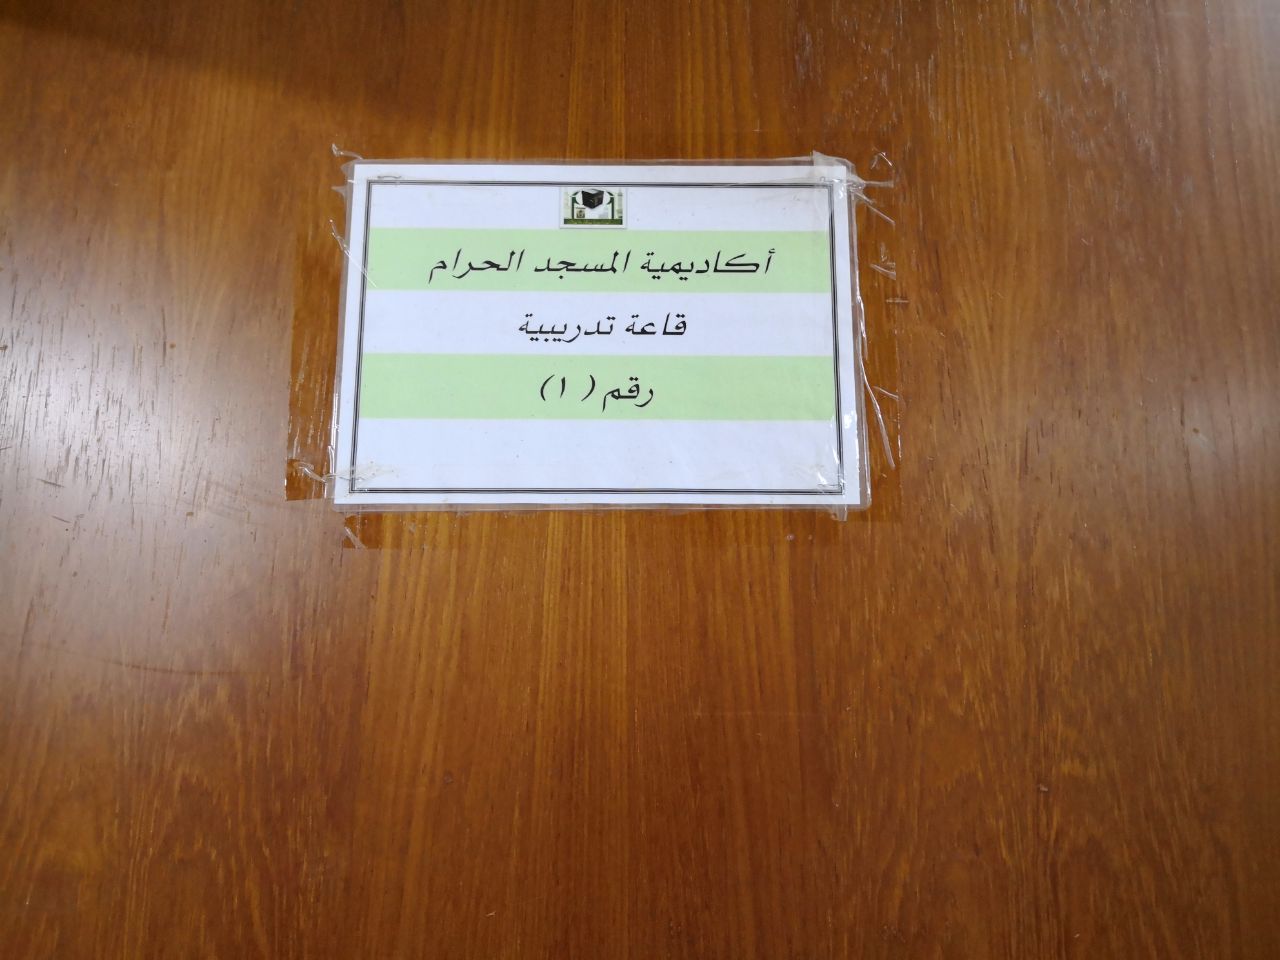 أكاديمية المسجد الحرام
قاعة تدريبية
رقم ( ١ )